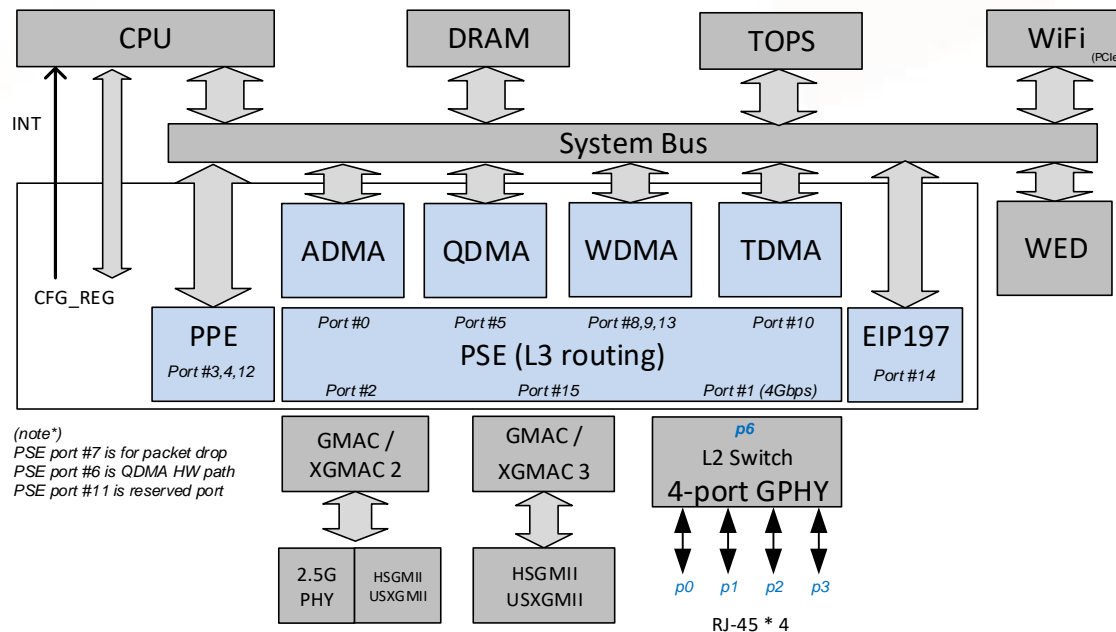 CPU
DRAM
TOPS
WiFi
(PCIe
INT
System Bus
ADMA
QDMA
WDMA
TDMA
WED
CFG_REG
PPE
Port #3,4,12
Port #0
Port #5
Port #8,9,13
Port #10
PSE (L3 routing)
Port #2
Port #15
Port #1 (4Gbps)
EIP197
Port #14
(note*)
PSE port #7 is for packet drop
PSE port #6 is QDMA HW path
PSE port #11 is reserved port
GMAC /
XGMAC 2
GMAC /
XGMAC 3
p6
L2 Switch
4-port GPHY
2.5G
PHY
HSGMII
USXGMII
HSGMII
USXGMII
p0
p1
p2
p3
RJ-45 * 4